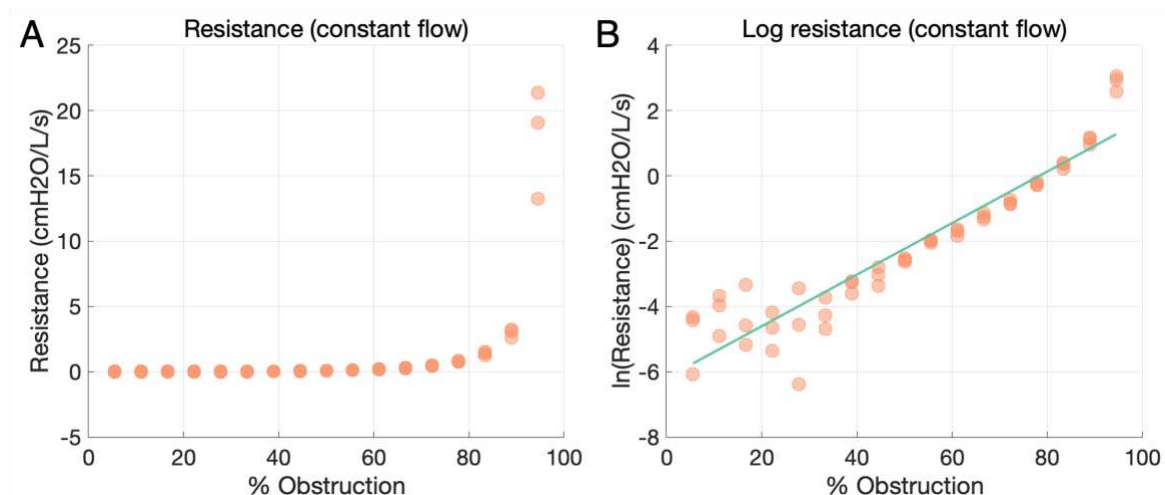 A
Resistance (constant flow)
25
20
15
10
5
0
-5
Resistance (cmH2O/L/s)
0 20 40 60 80 100
% Obstruction
B
Log resistance (constant flow)
4
2
0
-2
-4
-6
-8
ln(Resistance) (cmH2O/L/s)
0 20 40 60 80 100
% Obstruction